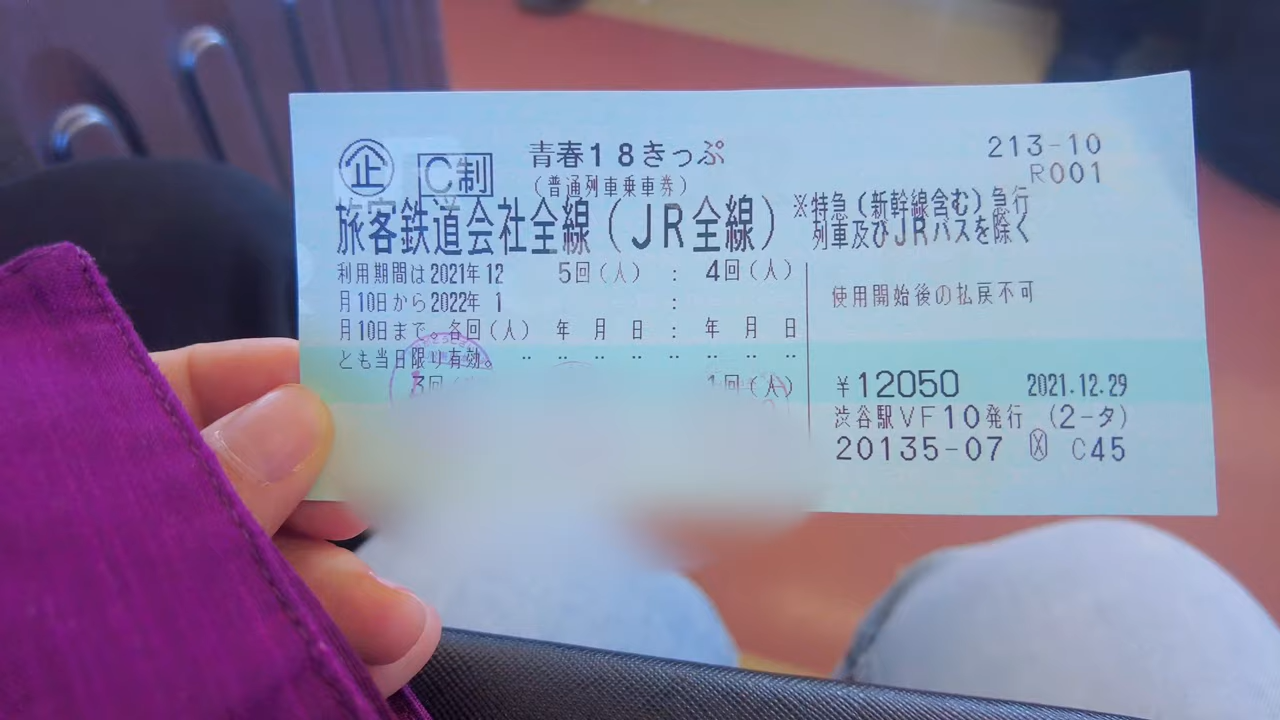 企 C制 青春18きっぷ 213-10
(普通列車乗車券) R001
旅客鉄道会社全線(JR全線) ※特急(新幹線含む)急行
列車及びJRバスを除く
利用期間は2021年12 5回(人) : 4回(人)
月10日から2022年 1 : 使用開始後の払戻不可
月10日まで。各回(人) 年 月 日 : 年 月 日
とも当日限り有効。
3回 1回(人) ¥12050 2021.12.29
渋谷駅VF10発行 (2-タ)
20135-07 X C45